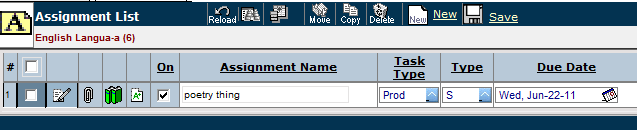 A Assignment List Reload Move Copy Delete New New Save
English Langua-a (6)
# On Assignment Name Task Type Type Due Date
1 A+ poetry thing Prod S Wed, Jun-22-11